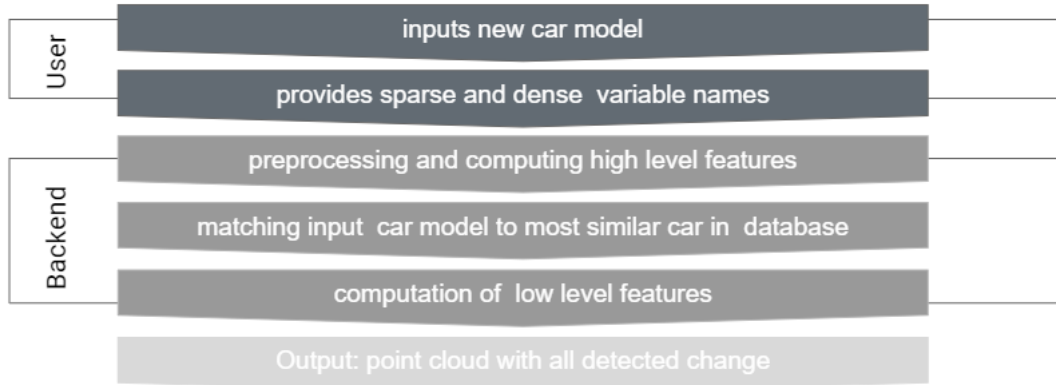 User
inputs new car model
provides sparse and dense variable names
Backend
preprocessing and computing high level features
matching input car model to most similar car in database
computation of low level features
Output: point cloud with all detected change